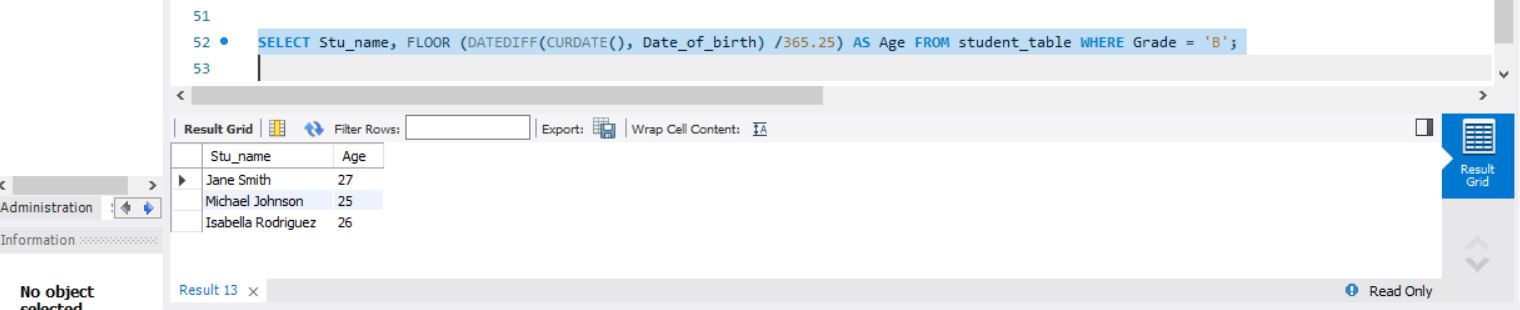 51
52 SELECT Stu_name, FLOOR (DATEDIFF(CURDATE(), Date_of_birth) /365.25) AS Age FROM student_table WHERE Grade = 'B';
53
Result Grid Filter Rows: Export: Wrap Cell Content:
Stu_name Age
Jane Smith 27
Michael Johnson 25
Isabella Rodriguez 26
Result
Grid
Administration
Information
No object
selected
Result 13 Read Only